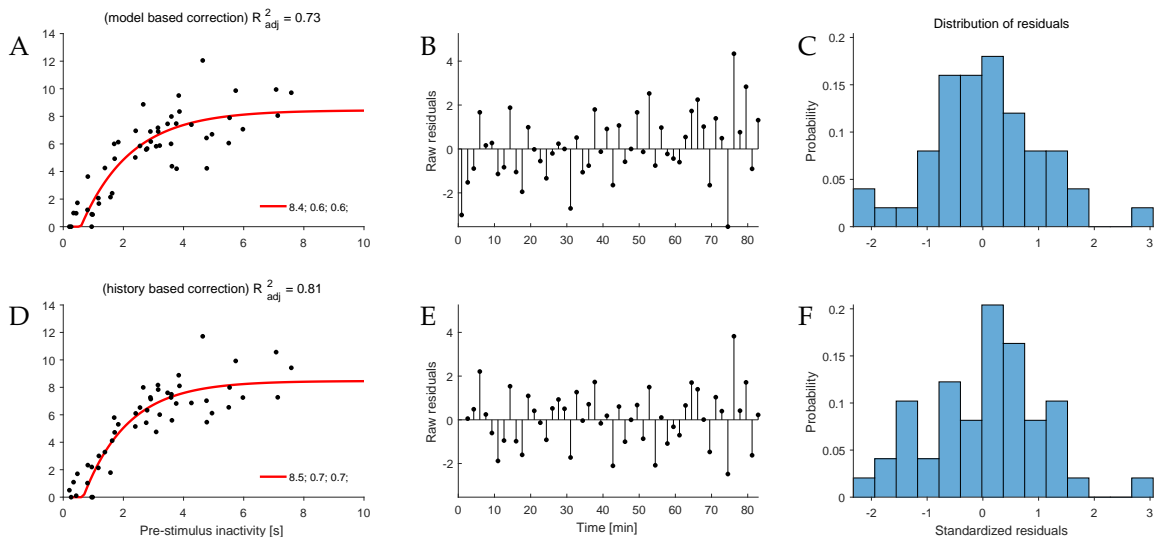 (model based correction) R²adj = 0.73
A
14
12
10
8
6
4
2
0
0 2 4 6 8 10
8.4; 0.6; 0.6;
B
Raw residuals
4
2
0
-2
0 10 20 30 40 50 60 70 80
C
Distribution of residuals
Probability
0.2
0.15
0.1
0.05
0
-2 -1 0 1 2 3
(history based correction) R²adj = 0.81
D
14
12
10
8
6
4
2
0
0 2 4 6 8 10
8.5; 0.7; 0.7;
Pre-stimulus inactivity [s]
E
Raw residuals
4
2
0
-2
0 10 20 30 40 50 60 70 80
Time [min]
F
Probability
0.2
0.15
0.1
0.05
0
-2 -1 0 1 2 3
Standardized residuals